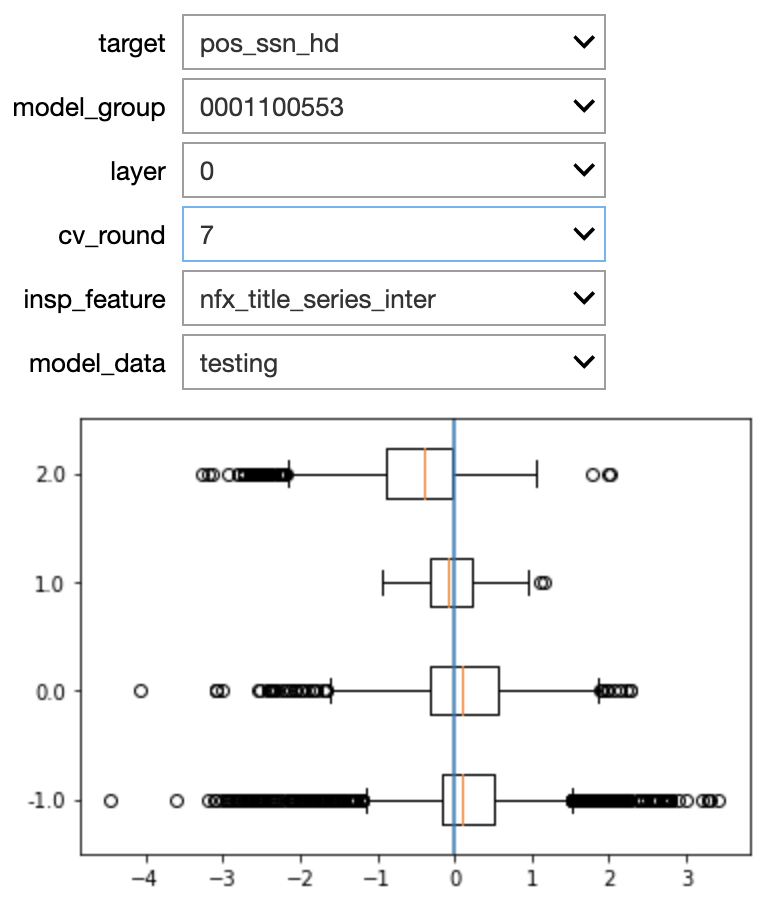 target pos_ssn_hd
model_group 0001100553
layer 0
cv_round 7
insp_feature nfx_title_series_inter
model_data testing
2.0
1.0
0.0
-1.0
−4 −3 −2 −1 0 1 2 3